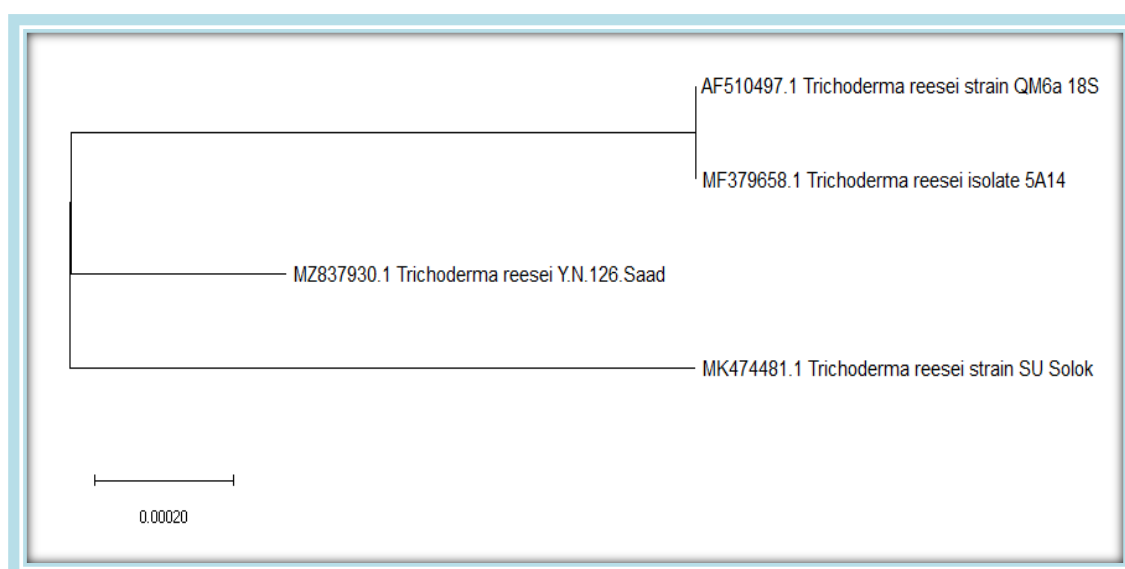 AF510497.1 Trichoderma reesei strain QM6a 18S
MF379658.1 Trichoderma reesei isolate 5A14
MZ837930.1 Trichoderma reesei Y.N.126.Saad
MK474481.1 Trichoderma reesei strain SU Solok
0.00020